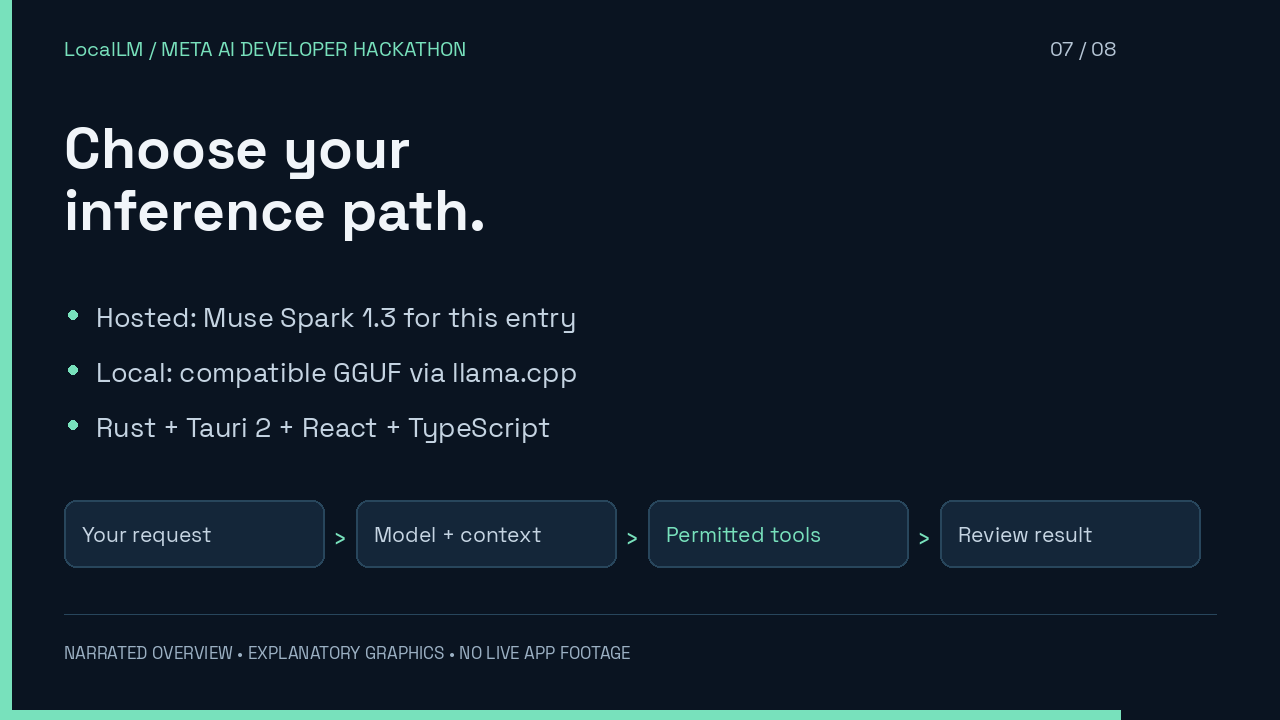 LocalLM / META AI DEVELOPER HACKATHON
07 / 08
Choose your
inference path.
• Hosted: Muse Spark 1.3 for this entry
• Local: compatible GGUF via llama.cpp
• Rust + Tauri 2 + React + TypeScript
Your request > Model + context > Permitted tools > Review result
NARRATED OVERVIEW • EXPLANATORY GRAPHICS • NO LIVE APP FOOTAGE